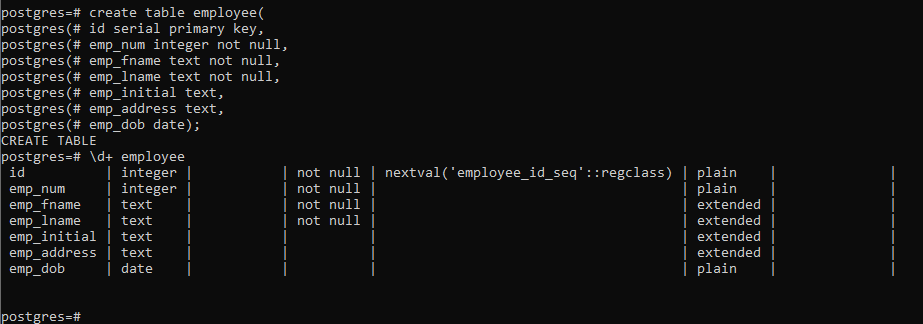 postgres=# create table employee(
postgres(# id serial primary key,
postgres(# emp_num integer not null,
postgres(# emp_fname text not null,
postgres(# emp_lname text not null,
postgres(# emp_initial text,
postgres(# emp_address text,
postgres(# emp_dob date);
CREATE TABLE
postgres=# \d+ employee
 id          | integer |           | not null | nextval('employee_id_seq'::regclass) | plain    |              |
 emp_num     | integer |           | not null |                                      | plain    |              |
 emp_fname   | text    |           | not null |                                      | extended |              |
 emp_lname   | text    |           | not null |                                      | extended |              |
 emp_initial | text    |           |          |                                      | extended |              |
 emp_address | text    |           |          |                                      | extended |              |
 emp_dob     | date    |           |          |                                      | plain    |              |
postgres=#